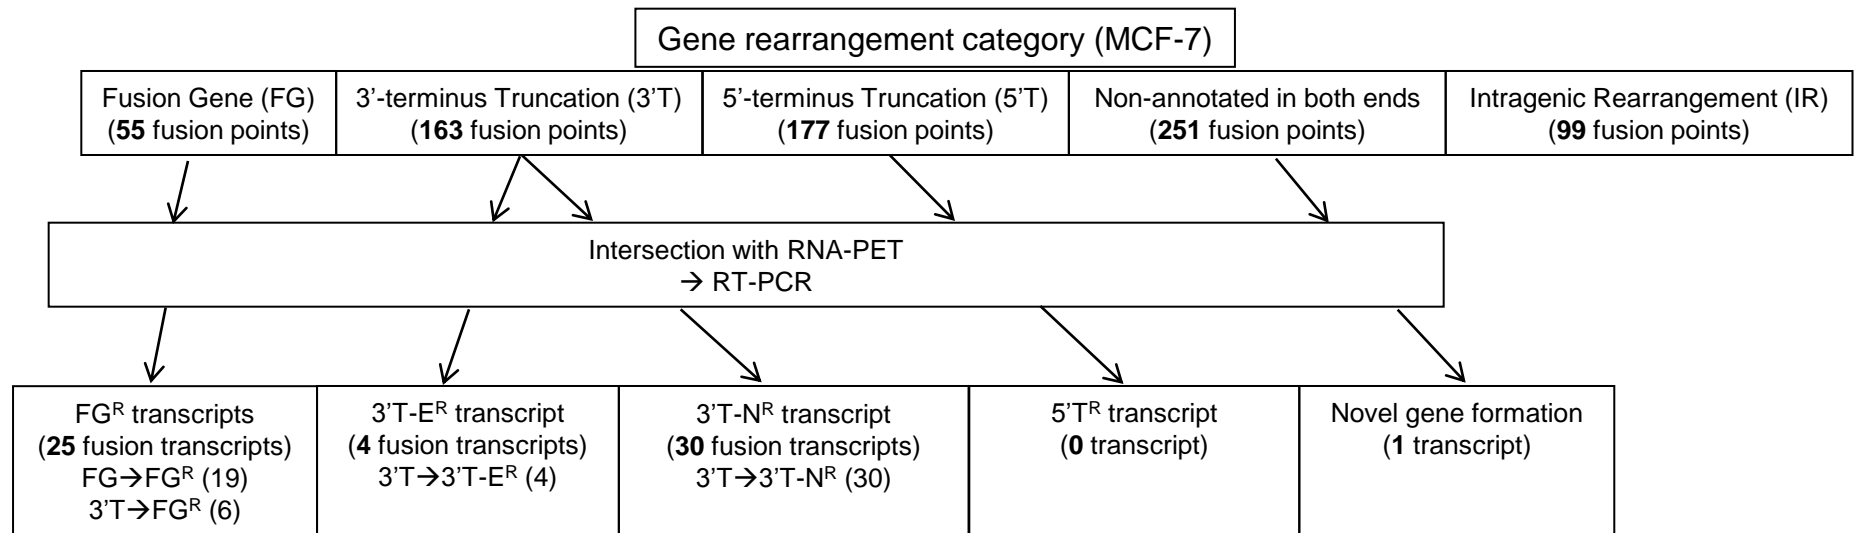 Gene rearrangement category (MCF-7)
Fusion Gene (FG)
(55 fusion points)
3’-terminus Truncation (3’T)
(163 fusion points)
5’-terminus Truncation (5’T)
(177 fusion points)
Non-annotated in both ends
(251 fusion points)
Intragenic Rearrangement (IR)
(99 fusion points)
Intersection with RNA-PET
→ RT-PCR
FGᴿ transcripts
(25 fusion transcripts)
FG→FGᴿ (19)
3’T→FGᴿ (6)
3’T-Eᴿ transcript
(4 fusion transcripts)
3’T→3’T-Eᴿ (4)
3’T-Nᴿ transcript
(30 fusion transcripts)
3’T→3’T-Nᴿ (30)
5’Tᴿ transcript
(0 transcript)
Novel gene formation
(1 transcript)